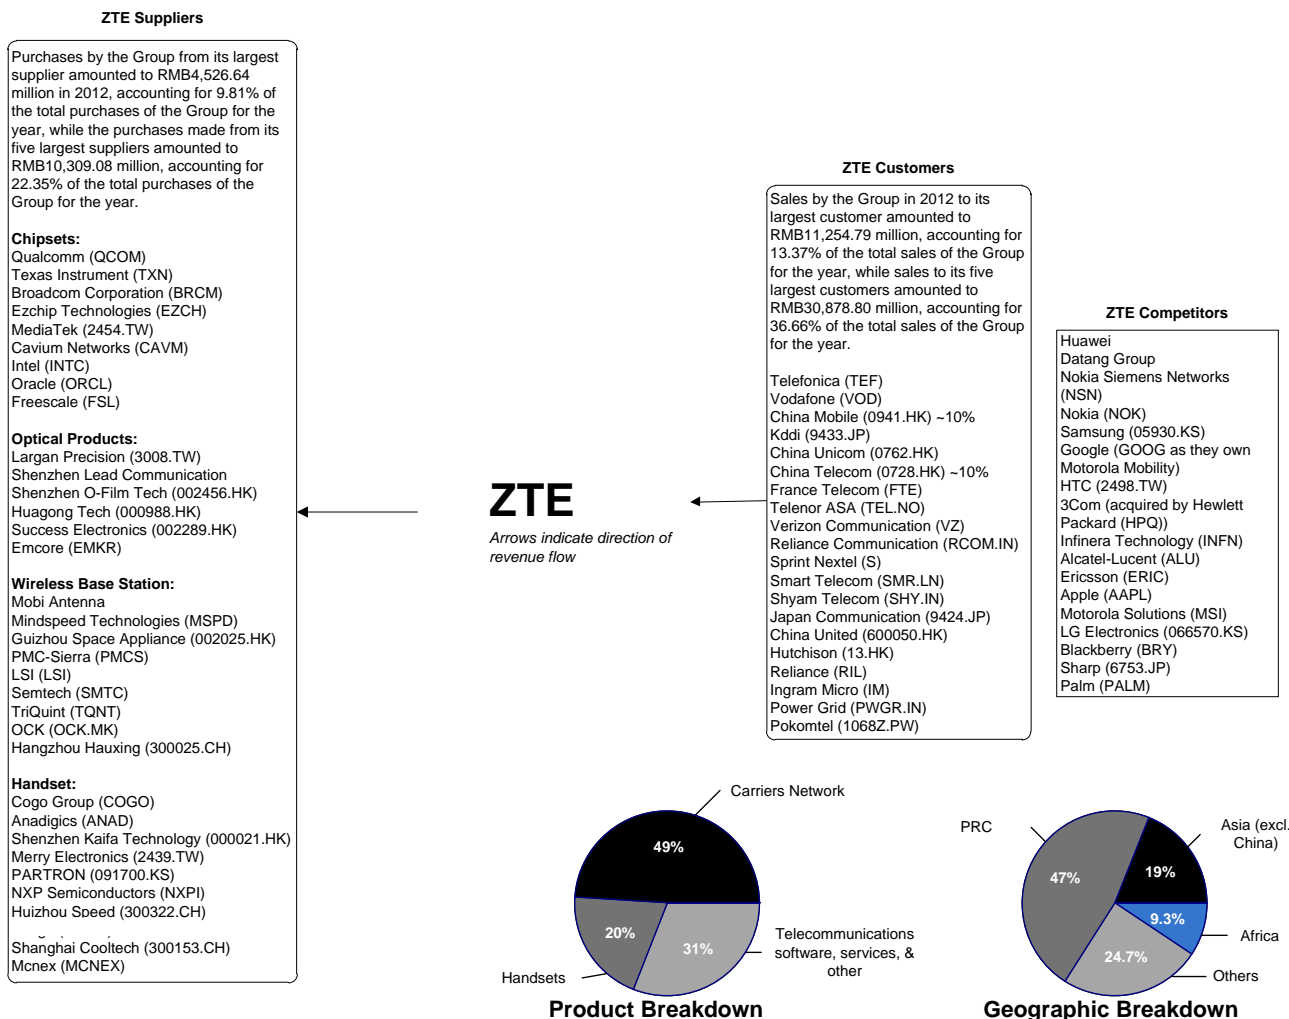 ZTE Suppliers
Purchases by the Group from its largest
supplier amounted to RMB4,526.64
million in 2012, accounting for 9.81% of
the total purchases of the Group for the
year, while the purchases made from its
five largest suppliers amounted to
RMB10,309.08 million, accounting for
22.35% of the total purchases of the
Group for the year.
Chipsets:
Qualcomm (QCOM)
Texas Instrument (TXN)
Broadcom Corporation (BRCM)
Ezchip Technologies (EZCH)
MediaTek (2454.TW)
Cavium Networks (CAVM)
Intel (INTC)
Oracle (ORCL)
Freescale (FSL)
Optical Products:
Largan Precision (3008.TW)
Shenzhen Lead Communication
Shenzhen O-Film Tech (002456.HK)
Huagong Tech (000988.HK)
Success Electronics (002289.HK)
Emcore (EMKR)
Wireless Base Station:
Mobi Antenna
Mindspeed Technologies (MSPD)
Guizhou Space Appliance (002025.HK)
PMC-Sierra (PMCS)
LSI (LSI)
Semtech (SMTC)
TriQuint (TQNT)
OCK (OCK.MK)
Hangzhou Hauxing (300025.CH)
Handset:
Cogo Group (COGO)
Anadigics (ANAD)
Shenzhen Kaifa Technology (000021.HK)
Merry Electronics (2439.TW)
PARTRON (091700.KS)
NXP Semiconductors (NXPI)
Huizhou Speed (300322.CH)
Shanghai Cooltech (300153.CH)
Mcnex (MCNEX)
ZTE
Arrows indicate direction of
revenue flow
ZTE Customers
Sales by the Group in 2012 to its
largest customer amounted to
RMB11,254.79 million, accounting for
13.37% of the total sales of the Group
for the year, while sales to its five
largest customers amounted to
RMB30,878.80 million, accounting for
36.66% of the total sales of the Group
for the year.
Telefonica (TEF)
Vodafone (VOD)
China Mobile (0941.HK) ~10%
Kddi (9433.JP)
China Unicom (0762.HK)
China Telecom (0728.HK) ~10%
France Telecom (FTE)
Telenor ASA (TEL.NO)
Verizon Communication (VZ)
Reliance Communication (RCOM.IN)
Sprint Nextel (S)
Smart Telecom (SMR.LN)
Shyam Telecom (SHY.IN)
Japan Communication (9424.JP)
China United (600050.HK)
Hutchison (13.HK)
Reliance (RIL)
Ingram Micro (IM)
Power Grid (PWGR.IN)
Pokomtel (1068Z.PW)
ZTE Competitors
Huawei
Datang Group
Nokia Siemens Networks
(NSN)
Nokia (NOK)
Samsung (05930.KS)
Google (GOOG as they own
Motorola Mobility)
HTC (2498.TW)
3Com (acquired by Hewlett
Packard (HPQ))
Infinera Technology (INFN)
Alcatel-Lucent (ALU)
Ericsson (ERIC)
Apple (AAPL)
Motorola Solutions (MSI)
LG Electronics (066570.KS)
Blackberry (BRY)
Sharp (6753.JP)
Palm (PALM)
Carriers Network
49%
20%
31%
Handsets
Telecommunications
software, services, &
other
Product Breakdown
PRC
Asia (excl.
China)
47%
19%
9.3%
24.7%
Africa
Others
Geographic Breakdown